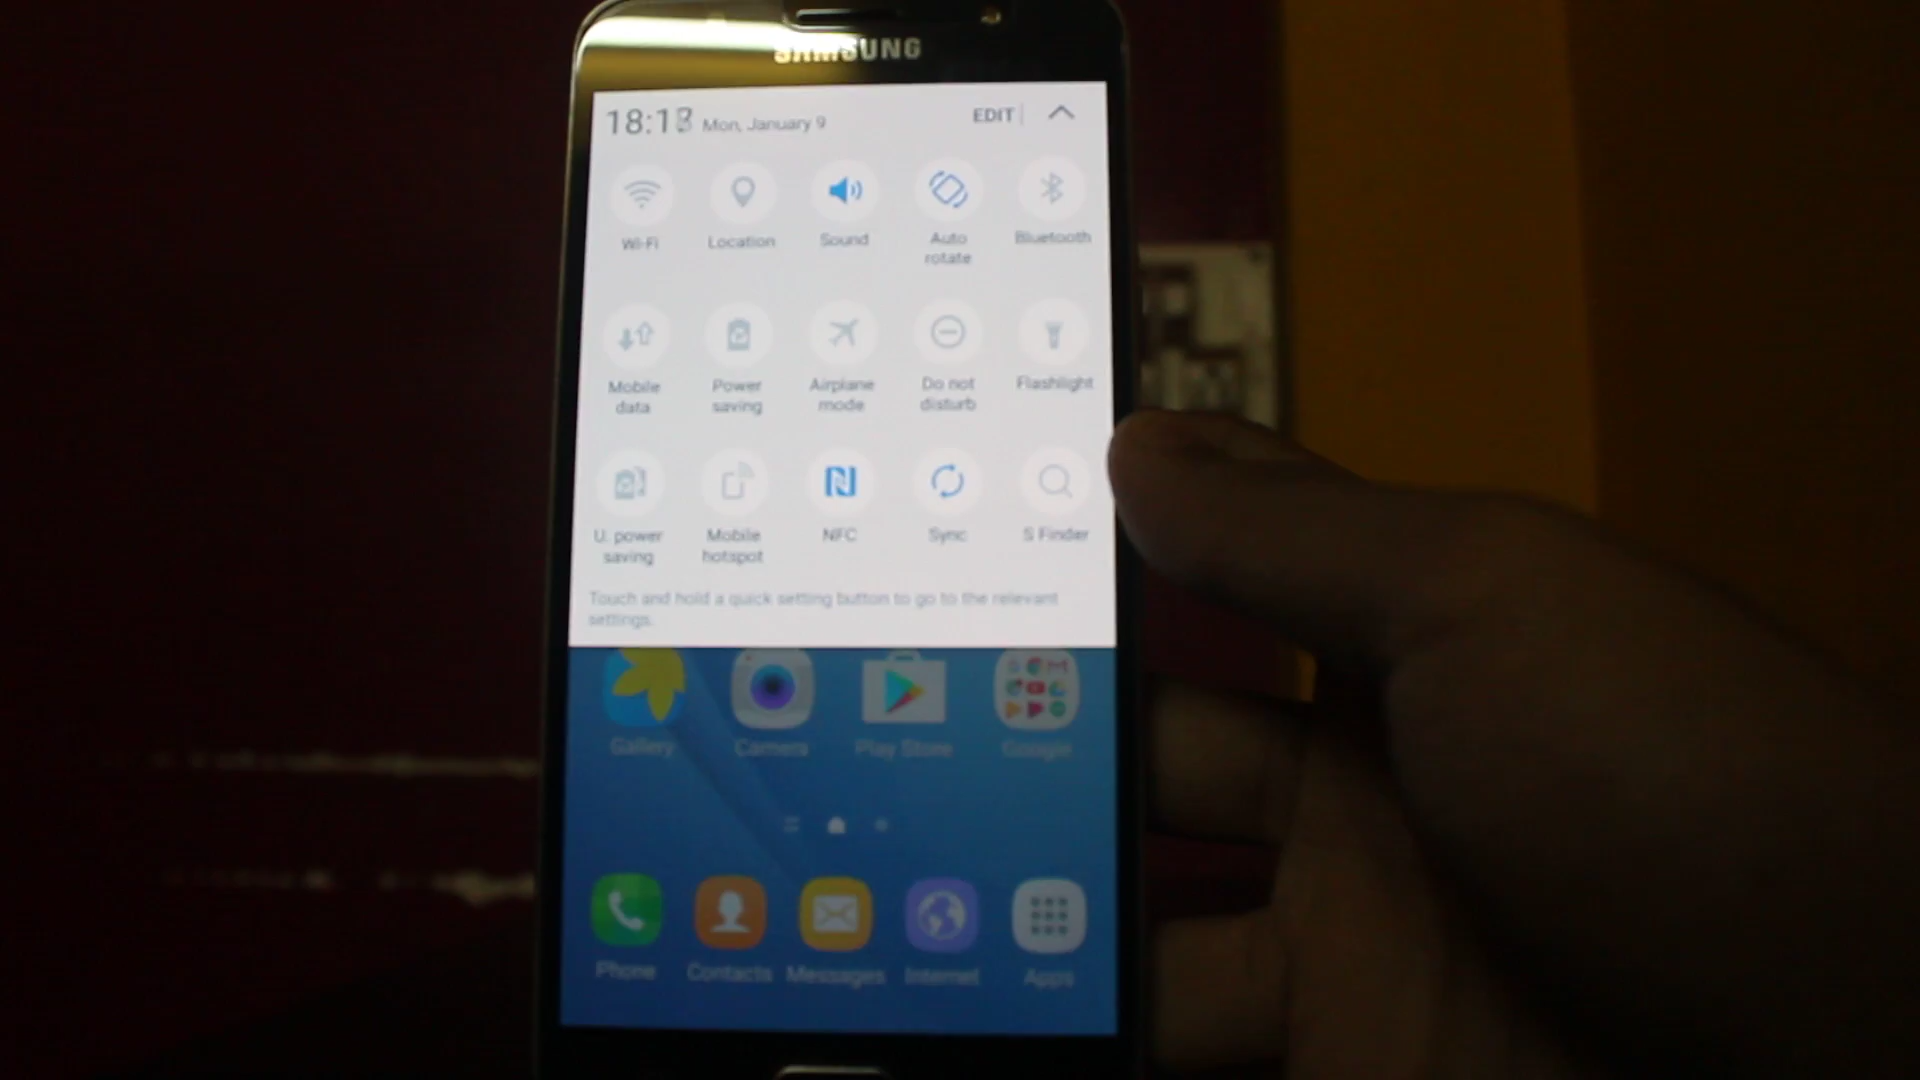 SAMSUNG
Mon, January 9 EDIT
Wi-Fi Location Sound Auto rotate Bluetooth
Mobile data Power saving Airplane mode Do not disturb Flashlight
U. power saving Mobile hotspot NFC Sync S Finder
Touch and hold a quick setting button to go to the relevant
settings.
Gallery Camera Play Store Google
Phone Contacts Messages Internet Apps